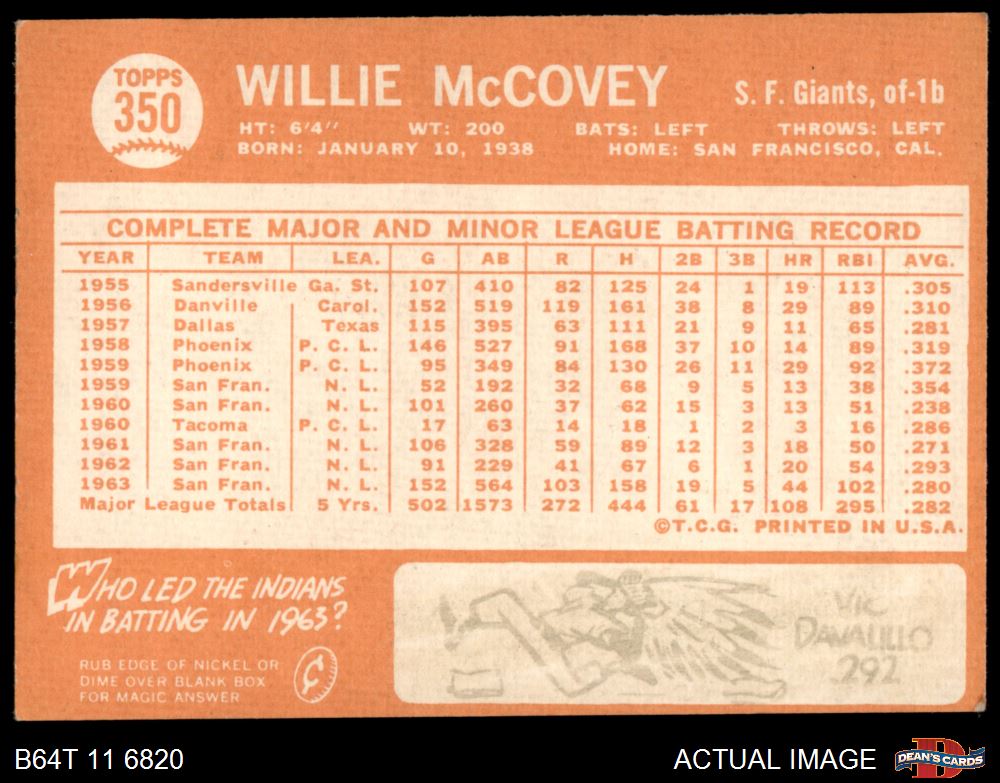 TOPPS
350
WILLIE McCOVEY
S. F. Giants, of-1b
HT: 6'4" WT: 200 BATS: LEFT THROWS: LEFT
BORN: JANUARY 10, 1938 HOME: SAN FRANCISCO, CAL.
COMPLETE MAJOR AND MINOR LEAGUE BATTING RECORD
YEAR TEAM LEA. G AB R H 2B 3B HR RBI AVG.
1955 Sandersville Ga. St. 107 410 82 125 24 1 19 113 .305
1956 Danville Carol. 152 519 119 161 38 8 29 89 .310
1957 Dallas Texas 115 395 63 111 21 9 11 65 .281
1958 Phoenix P. C. L. 146 527 91 168 37 10 14 89 .319
1959 Phoenix P. C. L. 95 349 84 130 26 11 29 92 .372
1959 San Fran. N. L. 52 192 32 68 9 5 13 38 .354
1960 San Fran. N. L. 101 260 37 62 15 3 13 51 .238
1960 Tacoma P. C. L. 17 63 14 18 1 2 3 16 .286
1961 San Fran. N. L. 106 328 59 89 12 3 18 50 .271
1962 San Fran. N. L. 91 229 41 67 6 1 20 54 .293
1963 San Fran. N. L. 152 564 103 158 19 5 44 102 .280
Major League Totals 5 Yrs. 502 1573 272 444 61 17 108 295 .282
©T.C.G. PRINTED IN U.S.A.
WHO LED THE INDIANS
IN BATTING IN 1963?
RUB EDGE OF NICKEL OR
DIME OVER BLANK BOX
FOR MAGIC ANSWER
VIC
DAVALILLO
.292
B64T 11 6820
ACTUAL IMAGE
DEAN'S CARDS